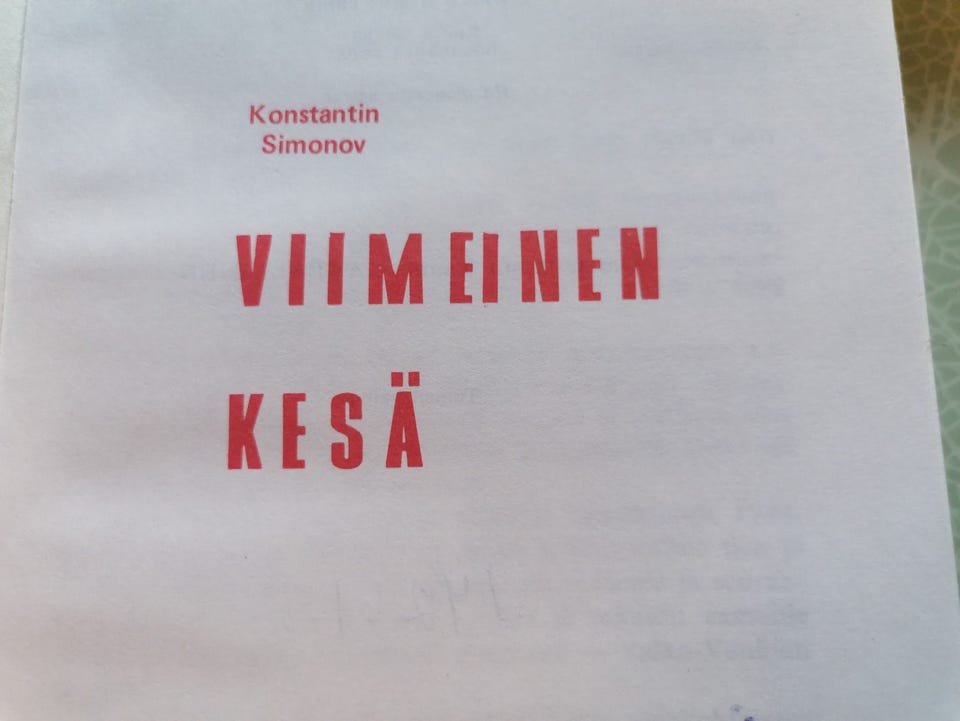 Konstantin
Simonov
VIIMEINEN
KESÄ